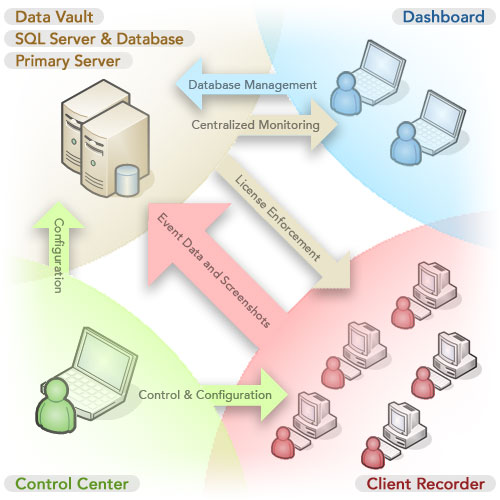 Data Vault
SQL Server & Database
Primary Server
Dashboard
Database Management
Centralized Monitoring
License Enforcement
Event Data and Screenshots
Configuration
Control & Configuration
Control Center
Client Recorder